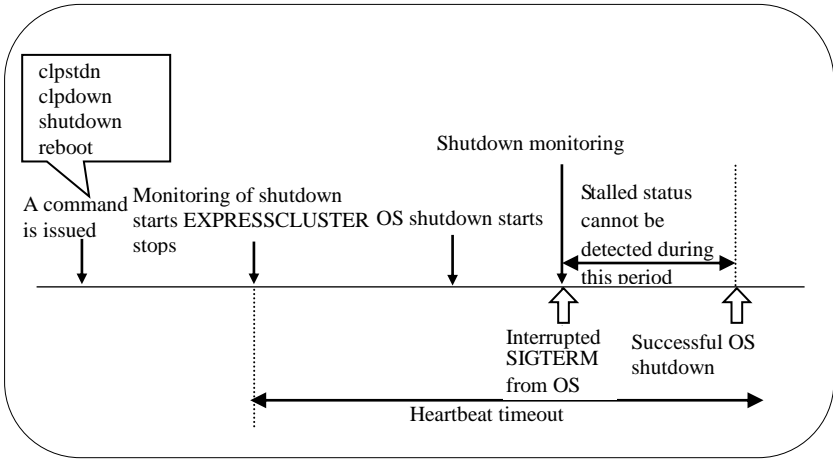 clpstdn
clpdown
shutdown
reboot
A command
is issued
Monitoring of shutdown
starts EXPRESSCLUSTER
stops
OS shutdown starts
Shutdown monitoring
Stalled status
cannot be
detected during
this period
Interrupted
SIGTERM
from OS
Successful OS
shutdown
Heartbeat timeout